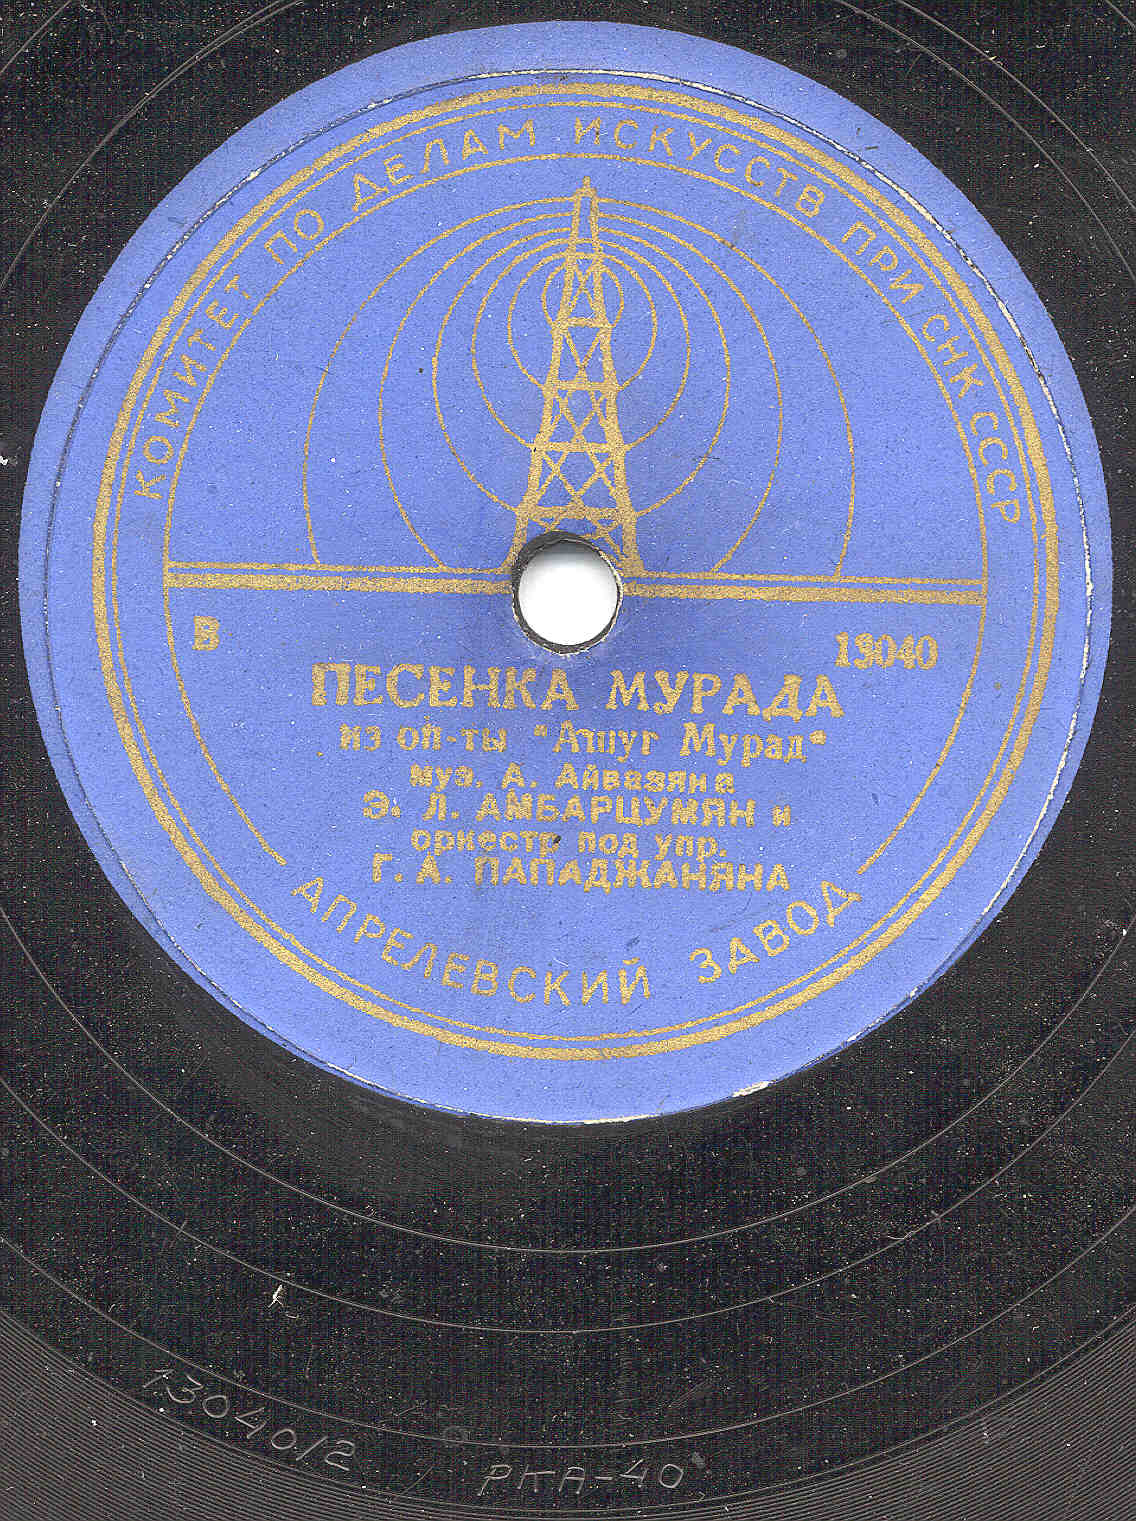 КОМИТЕТ ПО ДЕЛАМ ИСКУССТВ ПРИ СНК СССР
В
13040
ПЕСЕНКА МУРАДА
из оп-ты "Ашуг Мурад"
муз. А. Айвазяна
Э. Л. АМБАРЦУМЯН и
оркестр под упр.
Г. А. ПАПАДЖАНЯНА
АПРЕЛЕВСКИЙ ЗАВОД
13040/2
РКА-40